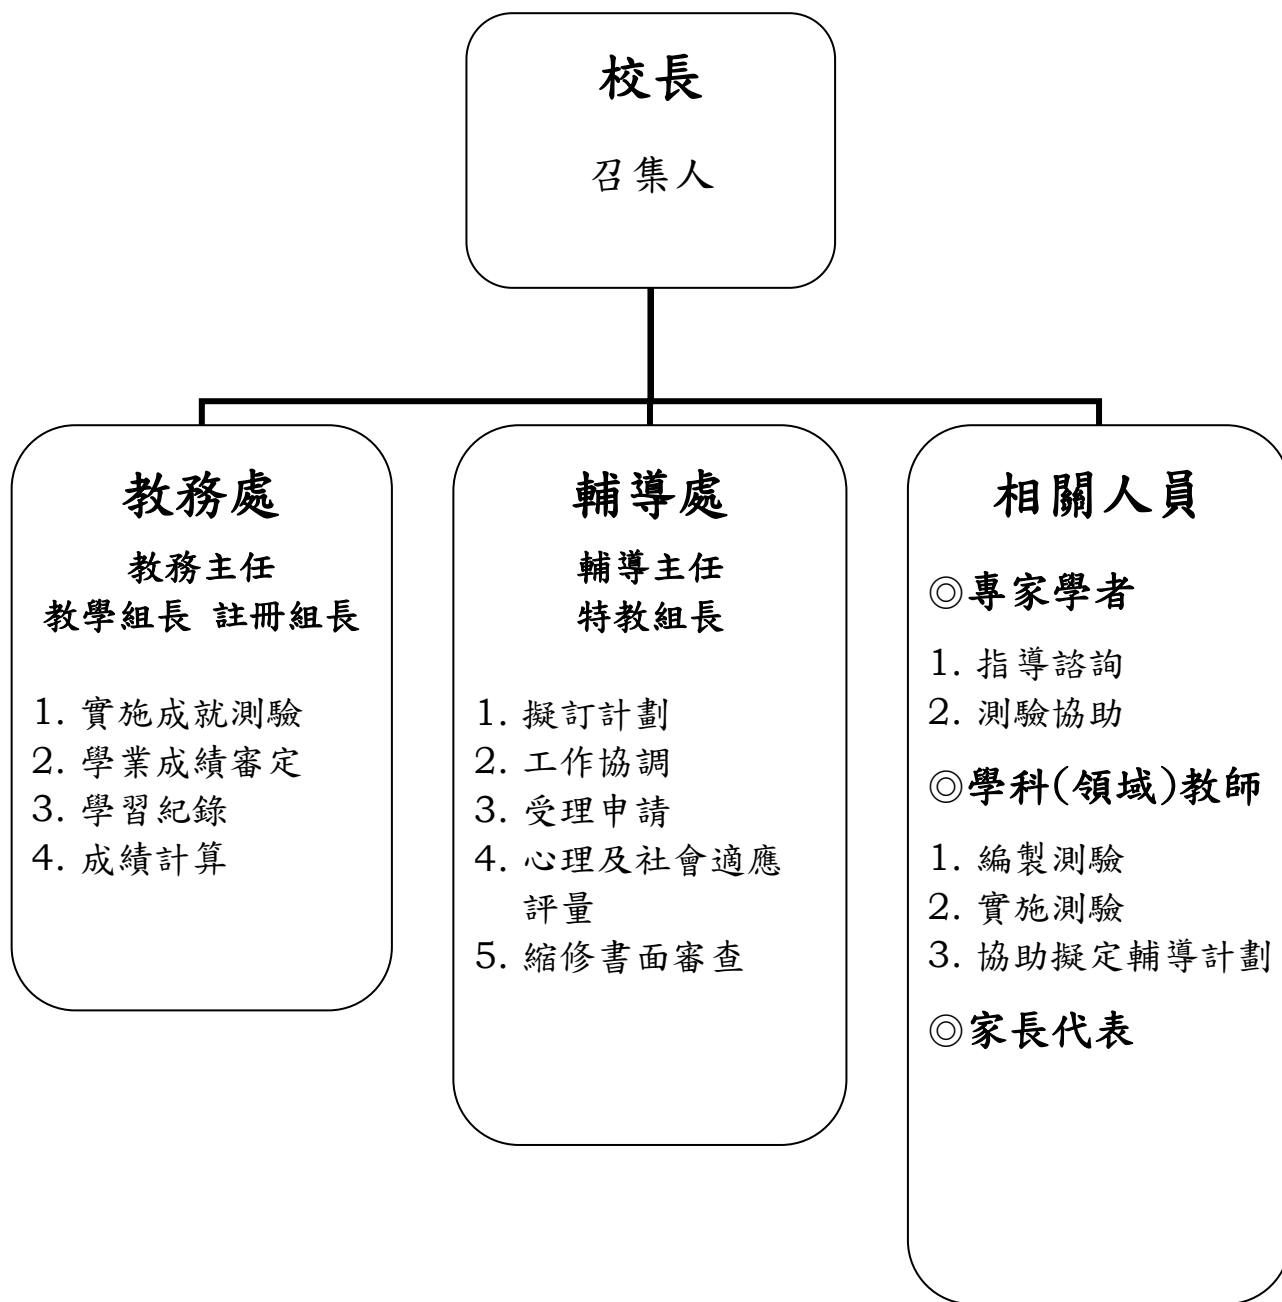 校長
召集人
教務處
教務主任
教學組長 註冊組長
1. 實施成就測驗
2. 學業成績審定
3. 學習紀錄
4. 成績計算
輔導處
輔導主任
特教組長
1. 擬訂計劃
2. 工作協調
3. 受理申請
4. 心理及社會適應
評量
5. 縮修書面審查
相關人員
◎專家學者
1. 指導諮詢
2. 測驗協助
◎學科(領域)教師
1. 編製測驗
2. 實施測驗
3. 協助擬定輔導計劃
◎家長代表